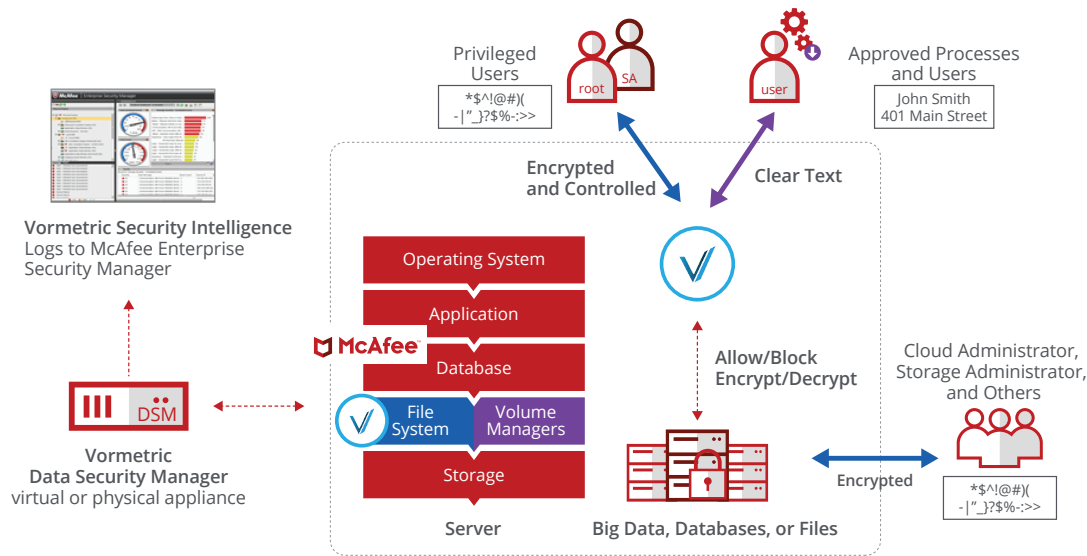 Privileged
Users
*$^!@#)(
-|"_}?$%-:>>
root
SA
user
Approved Processes
and Users
John Smith
401 Main Street
McAfee
Enterprise Security Manager
Encrypted
and Controlled
Clear Text
Vormetric Security Intelligence
Logs to McAfee Enterprise
Security Manager
Operating System
Application
McAfee™
Database
File
System
Volume
Managers
Storage
Server
Allow/Block
Encrypt/Decrypt
Big Data, Databases, or Files
DSM
Vormetric
Data Security Manager
virtual or physical appliance
Cloud Administrator,
Storage Administrator,
and Others
Encrypted
*$^!@#)(
-|"_}?$%-:>>